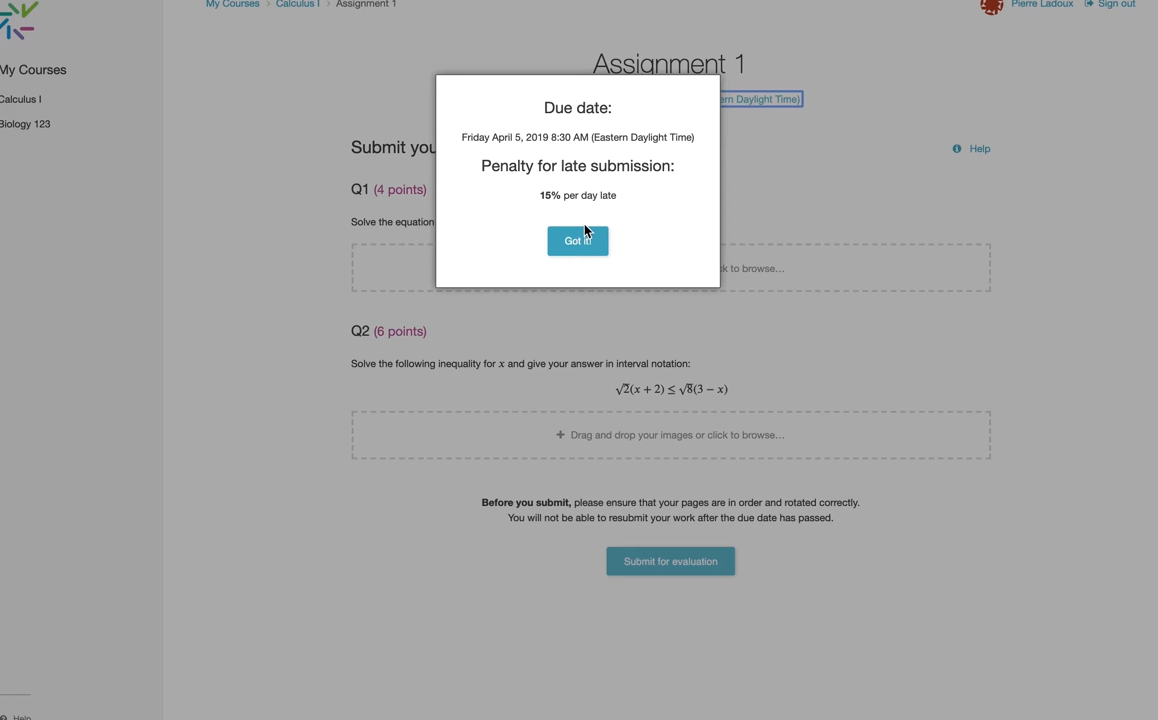 My Courses > Calculus I > Assignment 1
Pierre Ladoux
Sign out
My Courses
Calculus I
Biology 123
Assignment 1
Daylight Time)
Due date:
Friday April 5, 2019 8:30 AM (Eastern Daylight Time)
Penalty for late submission:
15% per day late
Got it!
Submit
Help
Q1 (4 points)
Solve the equation
to browse...
Q2 (6 points)
Solve the following inequality for x and give your answer in interval notation:
√2(x + 2) ≤ √8(3 − x)
+ Drag and drop your images or click to browse...
Before you submit, please ensure that your pages are in order and rotated correctly.
You will not be able to resubmit your work after the due date has passed.
Submit for evaluation
Help